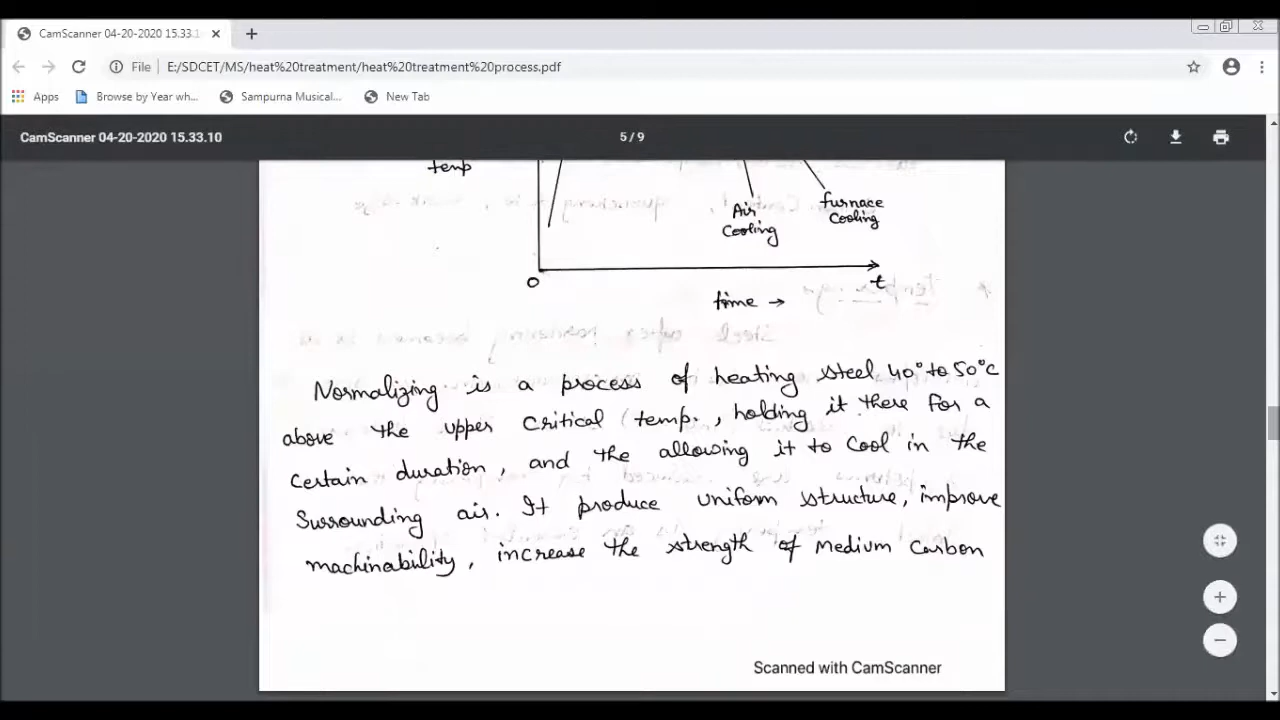 CamScanner 04-20-2020 15.33.1
File | E:/SDCET/MS/heat%20treatment/heat%20treatment%20process.pdf
Apps Browse by Year wh... Sampurna Musical... New Tab
CamScanner 04-20-2020 15.33.10 5 / 9
temp
Air
Cooling
furnace
Cooling
0
t
time →
Normalizing is a process of heating steel 40° to 50°C
above the upper critical (temp., holding it there for a
certain duration, and the allowing it to cool in the
Surrounding air. It produce uniform structure, improve
machinability, increase the strength of medium carbon
Scanned with CamScanner